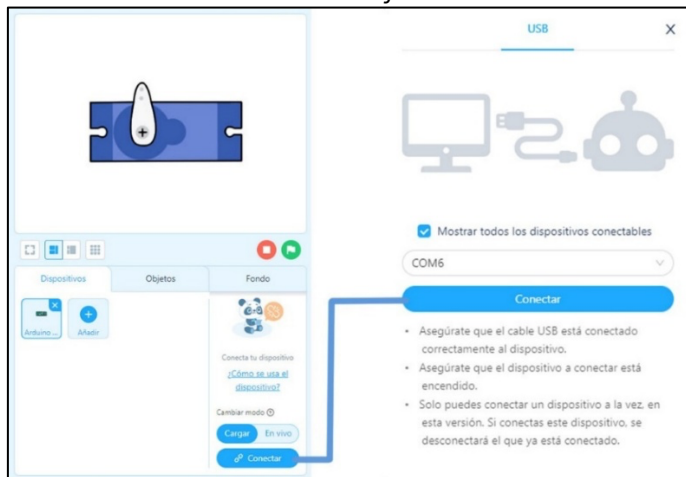 Dispositivos
Objetos
Fondo
Arduino ...
Añadir
Conecta tu dispositivo
¿Cómo se usa el
dispositivo?
Cambiar modo
Cargar
En vivo
Conectar
USB
X
Mostrar todos los dispositivos conectables
COM6
Conectar
• Asegúrate que el cable USB está conectado
correctamente al dispositivo.
• Asegúrate que el dispositivo a conectar está
encendido.
• Solo puedes conectar un dispositivo a la vez, en
esta versión. Si conectas este dispositivo, se
desconectará el que ya está conectado.